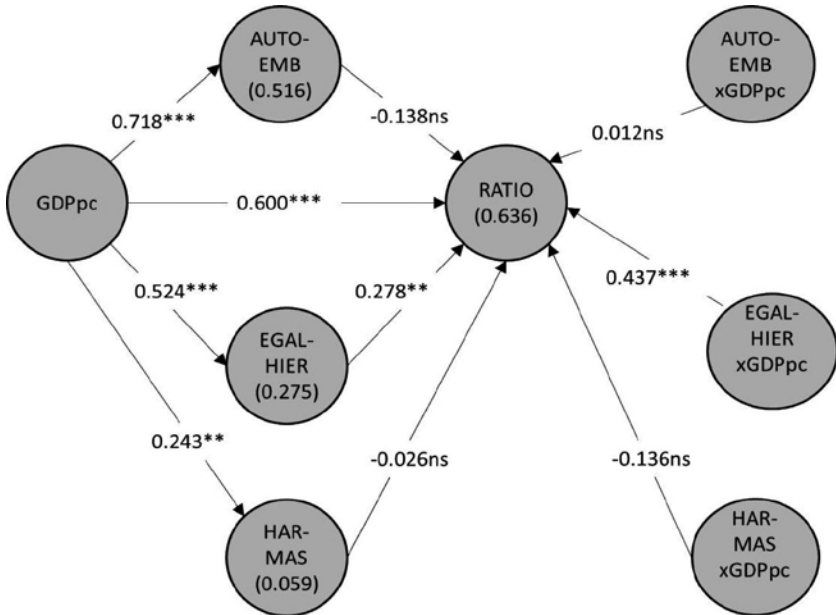 AUTO-
EMB
(0.516)
AUTO-
EMB
xGDPpc
0.718***
-0.138ns
0.012ns
GDPpc
0.600***
RATIO
(0.636)
0.524***
0.278**
0.437***
EGAL-
HIER
(0.275)
EGAL-
HIER
xGDPpc
0.243**
-0.026ns
-0.136ns
HAR-
MAS
(0.059)
HAR-
MAS
xGDPpc